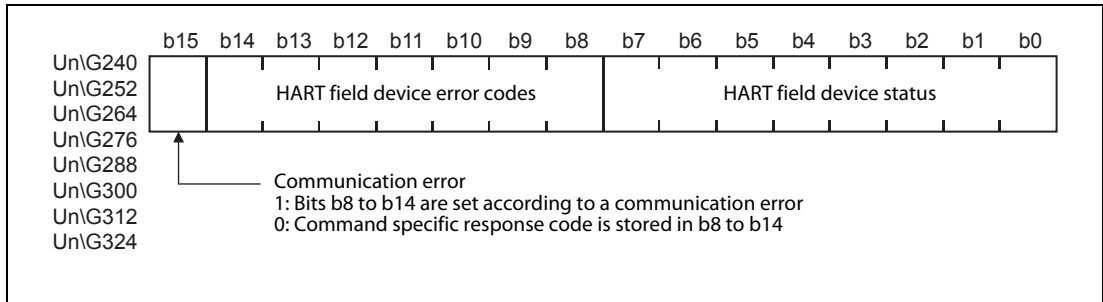 b15 b14 b13 b12 b11 b10 b9 b8 b7 b6 b5 b4 b3 b2 b1 b0
Un\G240
Un\G252
HART field device error codes HART field device status
Un\G264
Un\G276
Un\G288
Communication error
Un\G300
1: Bits b8 to b14 are set according to a communication error
Un\G312
0: Command specific response code is stored in b8 to b14
Un\G324